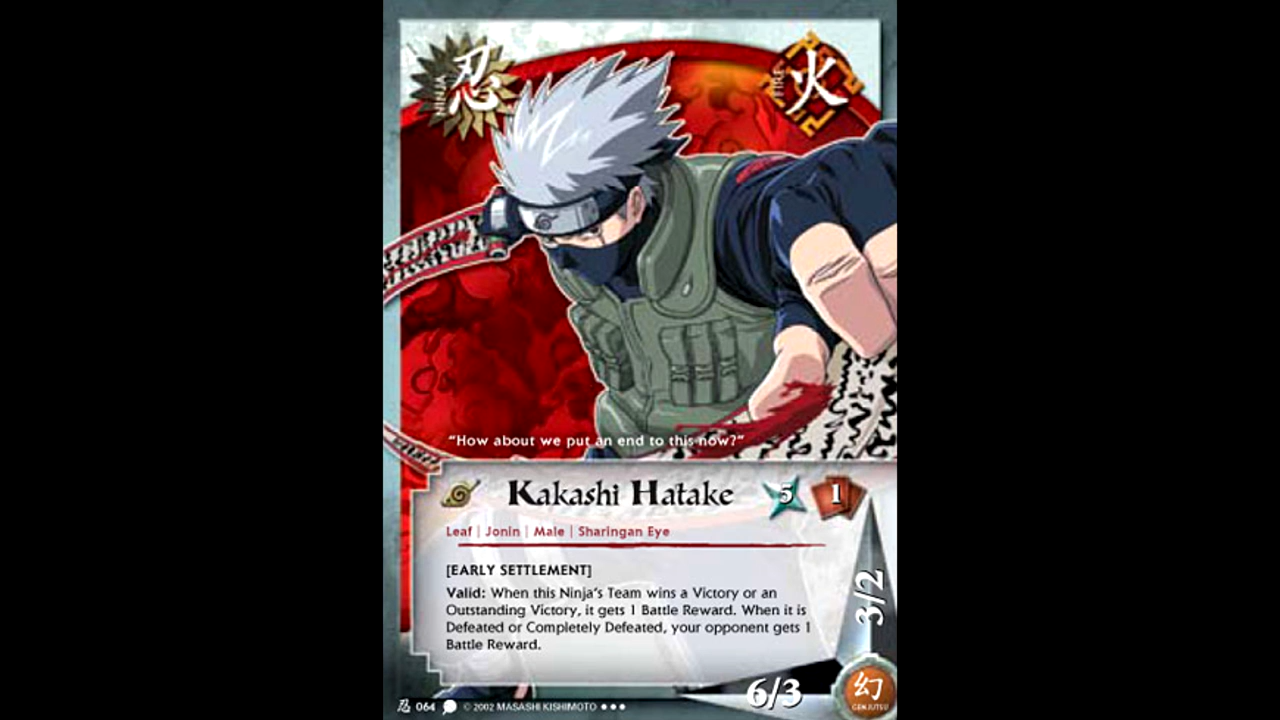 NINJA 忍
火 FIRE
“How about we put an end to this now?”
Kakashi Hatake 5 1
Leaf | Jonin | Male | Sharingan Eye
[EARLY SETTLEMENT]
Valid: When this Ninja's Team wins a Victory or an
Outstanding Victory, it gets 1 Battle Reward. When it is
Defeated or Completely Defeated, your opponent gets 1
Battle Reward.
3/2
6/3
幻
GENJUTSU
忍 064 © 2002 MASASHI KISHIMOTO ●●●